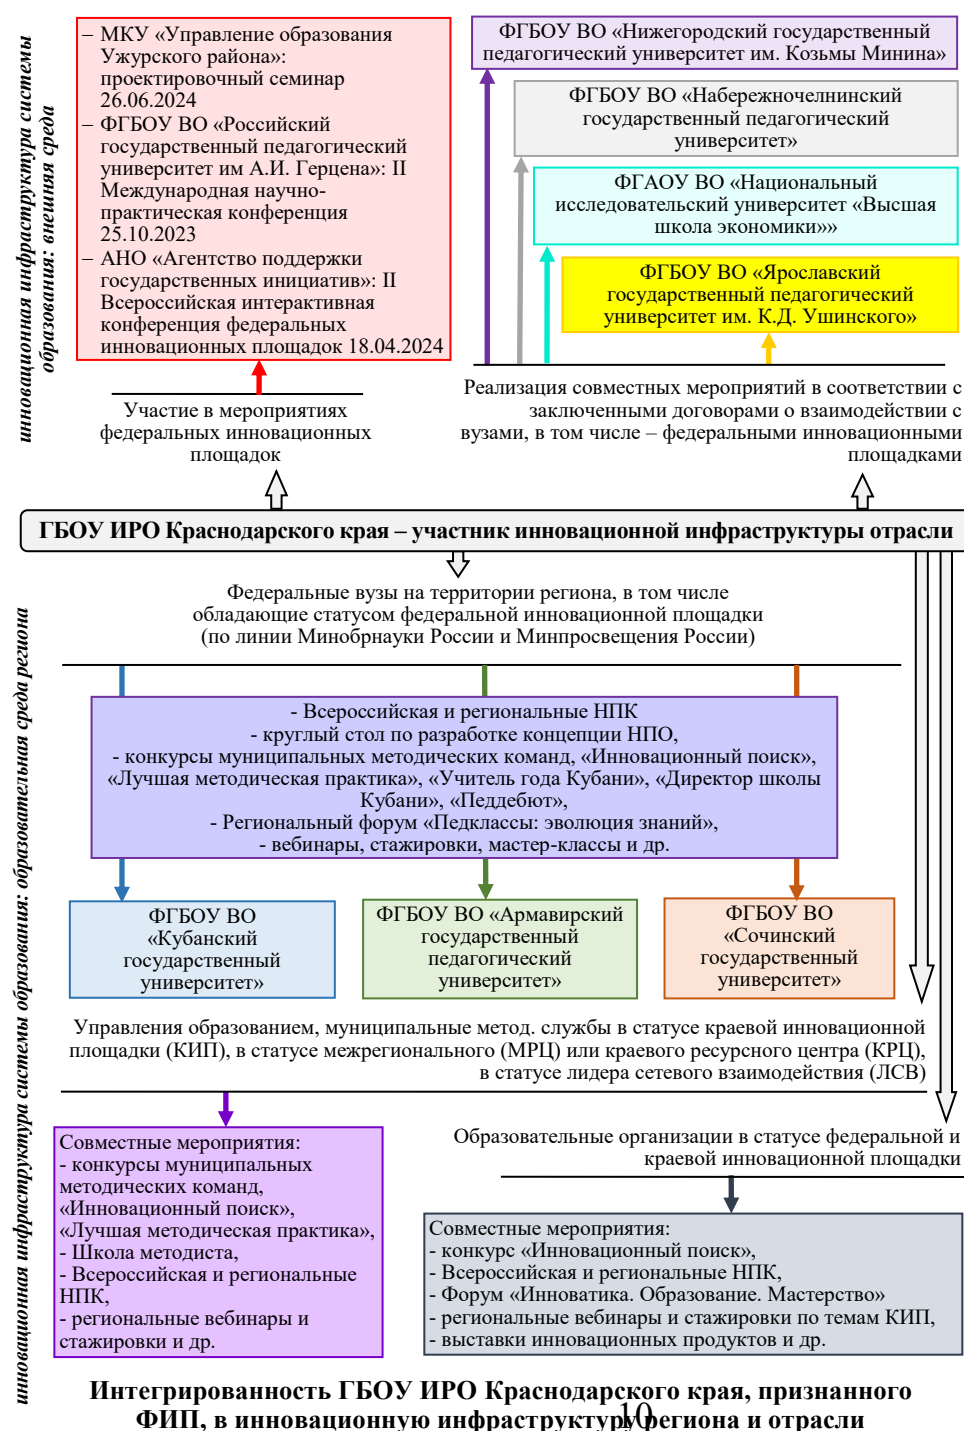 инновационная инфраструктура системы
образования: внешняя среда
– МКУ «Управление образования
Ужурского района»:
проектировочный семинар
26.06.2024
– ФГБОУ ВО «Российский
государственный педагогический
университет им А.И. Герцена»: II
Международная научно-
практическая конференция
25.10.2023
– АНО «Агентство поддержки
государственных инициатив»: II
Всероссийская интерактивная
конференция федеральных
инновационных площадок 18.04.2024
ФГБОУ ВО «Нижегородский государственный
педагогический университет им. Козьмы Минина»
ФГБОУ ВО «Набережночелнинский
государственный педагогический
университет»
ФГАОУ ВО «Национальный
исследовательский университет «Высшая
школа экономики»»
ФГБОУ ВО «Ярославский
государственный педагогический
университет им. К.Д. Ушинского»
Участие в мероприятиях
федеральных инновационных
площадок
Реализация совместных мероприятий в соответствии с
заключенными договорами о взаимодействии с
вузами, в том числе – федеральными инновационными
площадками
ГБОУ ИРО Краснодарского края – участник инновационной инфраструктуры отрасли
инновационная инфраструктура системы образования: образовательная среда региона
Федеральные вузы на территории региона, в том числе
обладающие статусом федеральной инновационной площадки
(по линии Минобрнауки России и Минпросвещения России)
- Всероссийская и региональные НПК
- круглый стол по разработке концепции НПО,
- конкурсы муниципальных методических команд, «Инновационный поиск»,
«Лучшая методическая практика», «Учитель года Кубани», «Директор школы
Кубани», «Педдебют»,
- Региональный форум «Педклассы: эволюция знаний»,
- вебинары, стажировки, мастер-классы и др.
ФГБОУ ВО
«Кубанский
государственный
университет»
ФГБОУ ВО «Армавирский
государственный
педагогический
университет»
ФГБОУ ВО
«Сочинский
государственный
университет»
Управления образованием, муниципальные метод. службы в статусе краевой инновационной
площадки (КИП), в статусе межрегионального (МРЦ) или краевого ресурсного центра (КРЦ),
в статусе лидера сетевого взаимодействия (ЛСВ)
Совместные мероприятия:
- конкурсы муниципальных
методических команд,
«Инновационный поиск»,
«Лучшая методическая практика»,
- Школа методиста,
- Всероссийская и региональные
НПК,
- региональные вебинары и
стажировки и др.
Образовательные организации в статусе федеральной и
краевой инновационной площадки
Совместные мероприятия:
- конкурс «Инновационный поиск»,
- Всероссийская и региональные НПК,
- Форум «Инноватика. Образование. Мастерство»
- региональные вебинары и стажировки по темам КИП,
- выставки инновационных продуктов и др.
Интегрированность ГБОУ ИРО Краснодарского края, признанного
ФИП, в инновационную инфраструктуру региона и отрасли
10